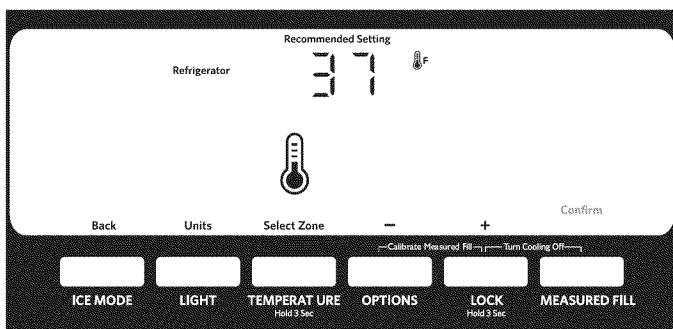 Recommended Setting
Refrigerator 37 F
Confirm
Back Units Select Zone − +
Calibrate Measured Fill Turn Cooling Off
ICE MODE LIGHT TEMPERAT URE OPTIONS LOCK MEASURED FILL
Hold 3 Sec Hold 3 Sec